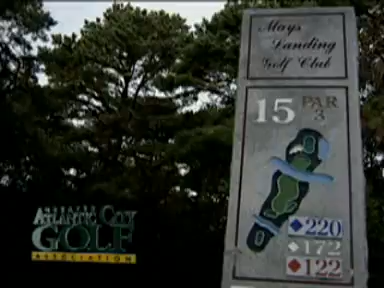 Mays
Landing
Golf Club
15 PAR
3
220
172
122
ATLANTIC CITY
GOLF
ASSOCIATION